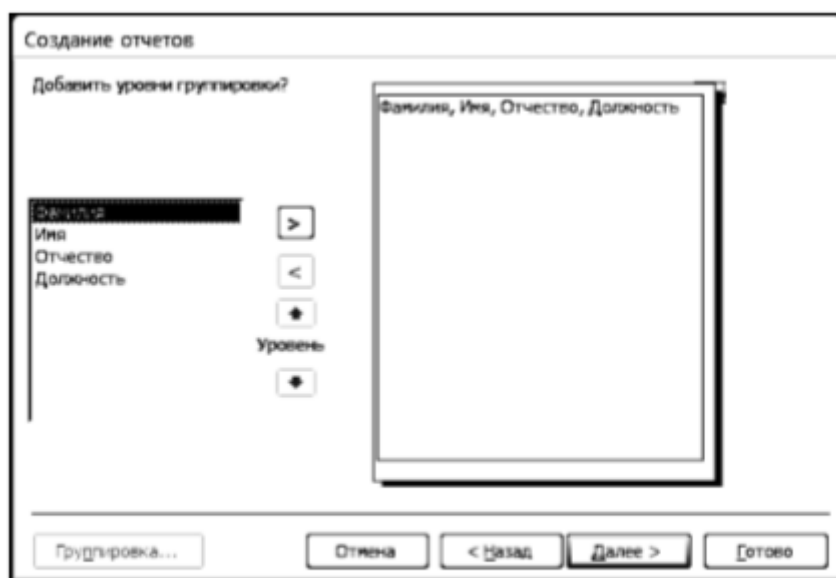 Создание отчетов
Добавить уровни группировки?
Фамилия, Имя, Отчество, Должность
Фамилия
Имя
Отчество
Должность
>
<
Уровень
Группировка...
Отмена
< Назад
Далее >
Готово